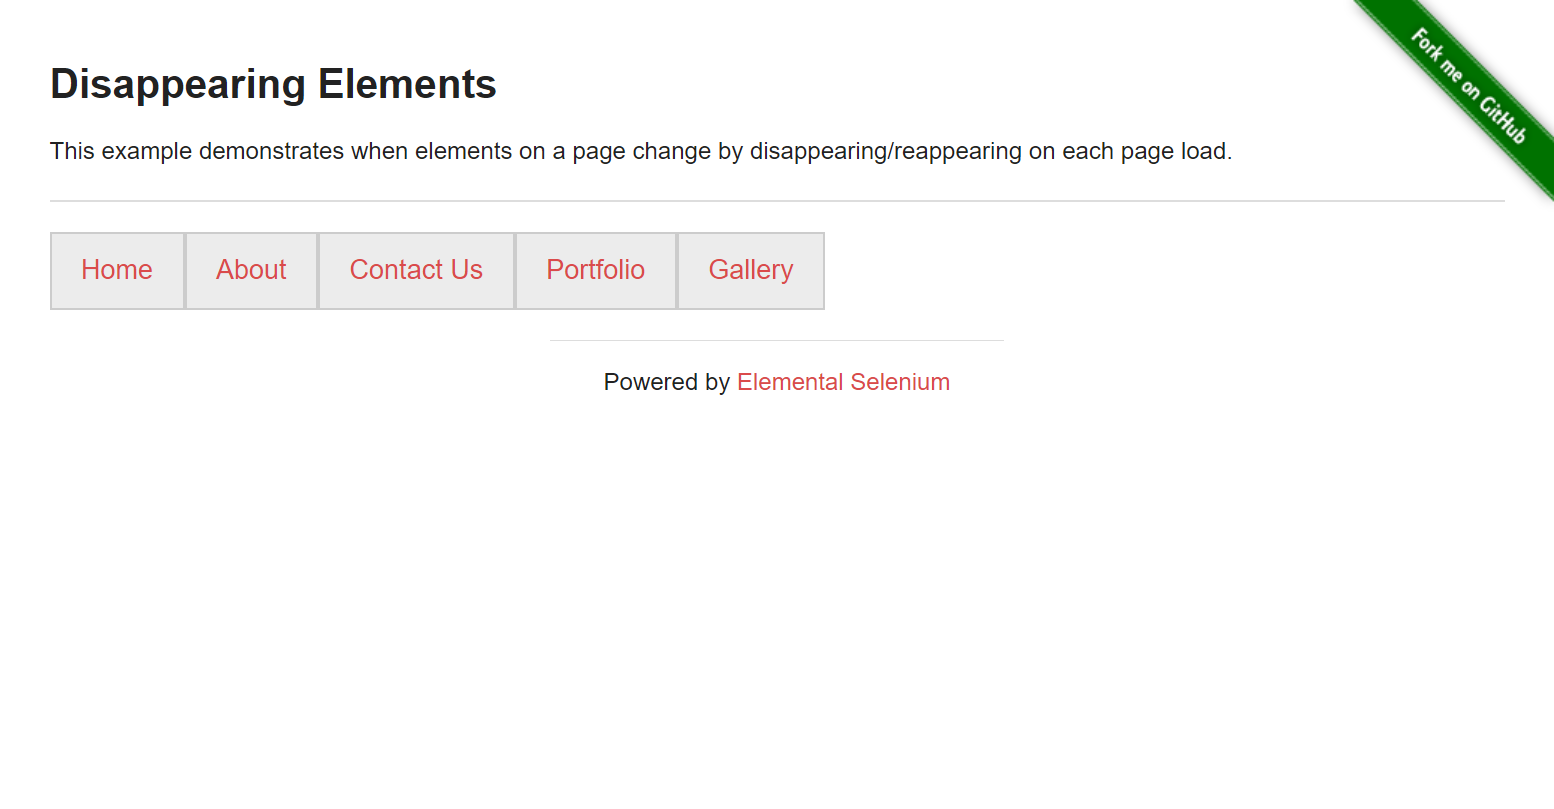 Fork me on GitHub
Disappearing Elements
This example demonstrates when elements on a page change by disappearing/reappearing on each page load.
Home About Contact Us Portfolio Gallery
Powered by Elemental Selenium